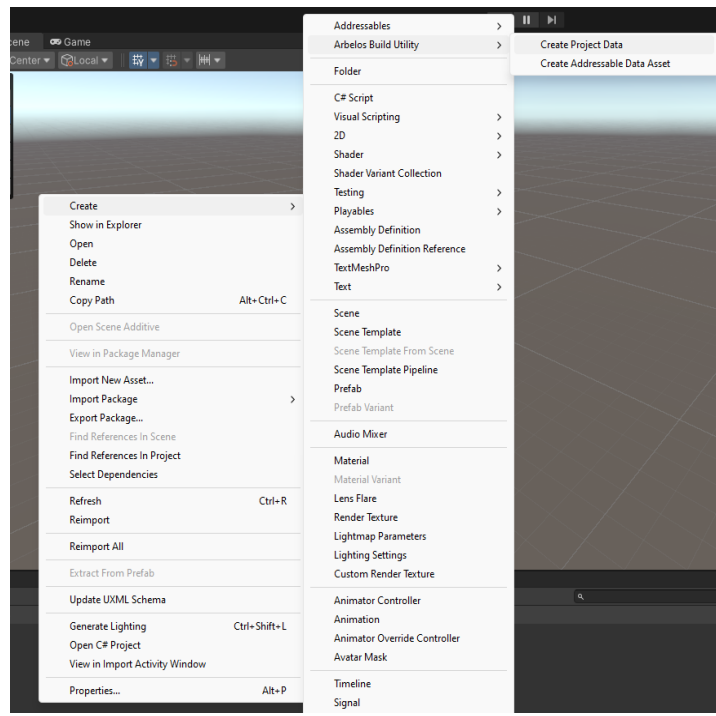 cene
Game
Center
Local
Create
Show in Explorer
Open
Delete
Rename
Copy Path Alt+Ctrl+C
Open Scene Additive
View in Package Manager
Import New Asset...
Import Package
Export Package...
Find References In Scene
Find References In Project
Select Dependencies
Refresh Ctrl+R
Reimport
Reimport All
Extract From Prefab
Update UXML Schema
Generate Lighting Ctrl+Shift+L
Open C# Project
View in Import Activity Window
Properties... Alt+P
Addressables
Arbelos Build Utility
Folder
C# Script
Visual Scripting
2D
Shader
Shader Variant Collection
Testing
Playables
Assembly Definition
Assembly Definition Reference
TextMeshPro
Text
Scene
Scene Template
Scene Template From Scene
Scene Template Pipeline
Prefab
Prefab Variant
Audio Mixer
Material
Material Variant
Lens Flare
Render Texture
Lightmap Parameters
Lighting Settings
Custom Render Texture
Animator Controller
Animation
Animator Override Controller
Avatar Mask
Timeline
Signal
Create Project Data
Create Addressable Data Asset